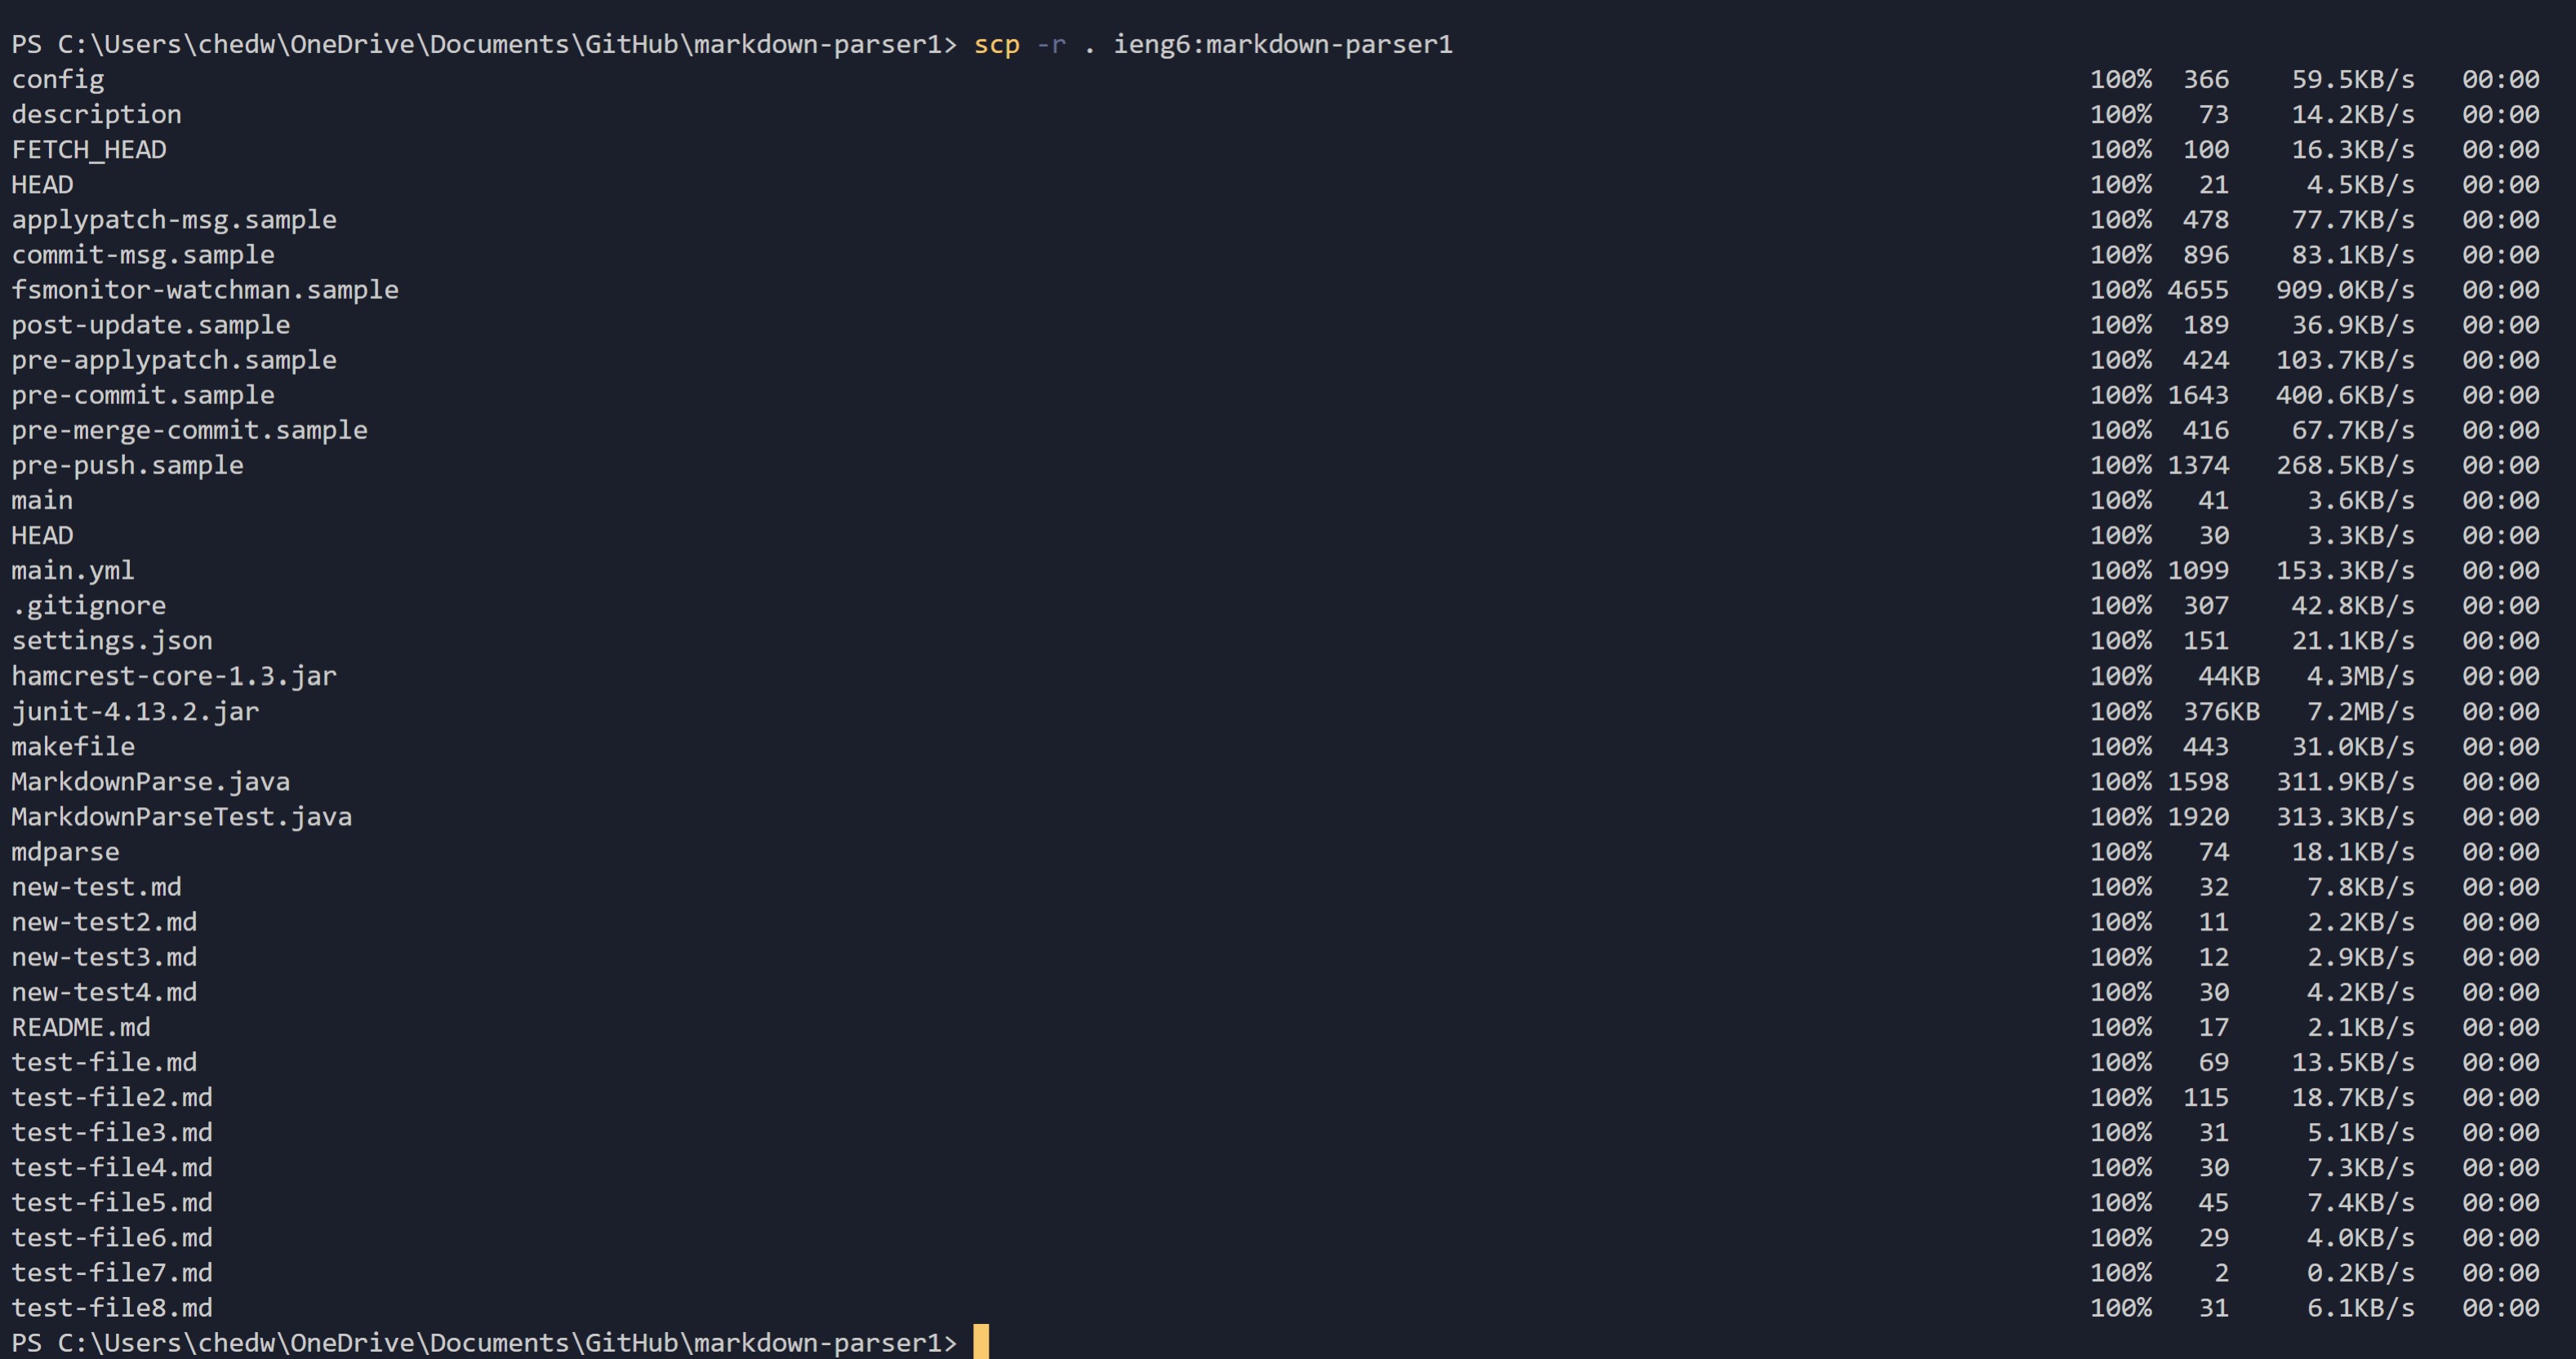 PS C:\Users\chedw\OneDrive\Documents\GitHub\markdown-parser1> scp -r . ieng6:markdown-parser1
config 100% 366 59.5KB/s 00:00
description 100% 73 14.2KB/s 00:00
FETCH_HEAD 100% 100 16.3KB/s 00:00
HEAD 100% 21 4.5KB/s 00:00
applypatch-msg.sample 100% 478 77.7KB/s 00:00
commit-msg.sample 100% 896 83.1KB/s 00:00
fsmonitor-watchman.sample 100% 4655 909.0KB/s 00:00
post-update.sample 100% 189 36.9KB/s 00:00
pre-applypatch.sample 100% 424 103.7KB/s 00:00
pre-commit.sample 100% 1643 400.6KB/s 00:00
pre-merge-commit.sample 100% 416 67.7KB/s 00:00
pre-push.sample 100% 1374 268.5KB/s 00:00
main 100% 41 3.6KB/s 00:00
HEAD 100% 30 3.3KB/s 00:00
main.yml 100% 1099 153.3KB/s 00:00
.gitignore 100% 307 42.8KB/s 00:00
settings.json 100% 151 21.1KB/s 00:00
hamcrest-core-1.3.jar 100% 44KB 4.3MB/s 00:00
junit-4.13.2.jar 100% 376KB 7.2MB/s 00:00
makefile 100% 443 31.0KB/s 00:00
MarkdownParse.java 100% 1598 311.9KB/s 00:00
MarkdownParseTest.java 100% 1920 313.3KB/s 00:00
mdparse 100% 74 18.1KB/s 00:00
new-test.md 100% 32 7.8KB/s 00:00
new-test2.md 100% 11 2.2KB/s 00:00
new-test3.md 100% 12 2.9KB/s 00:00
new-test4.md 100% 30 4.2KB/s 00:00
README.md 100% 17 2.1KB/s 00:00
test-file.md 100% 69 13.5KB/s 00:00
test-file2.md 100% 115 18.7KB/s 00:00
test-file3.md 100% 31 5.1KB/s 00:00
test-file4.md 100% 30 7.3KB/s 00:00
test-file5.md 100% 45 7.4KB/s 00:00
test-file6.md 100% 29 4.0KB/s 00:00
test-file7.md 100% 2 0.2KB/s 00:00
test-file8.md 100% 31 6.1KB/s 00:00
PS C:\Users\chedw\OneDrive\Documents\GitHub\markdown-parser1>